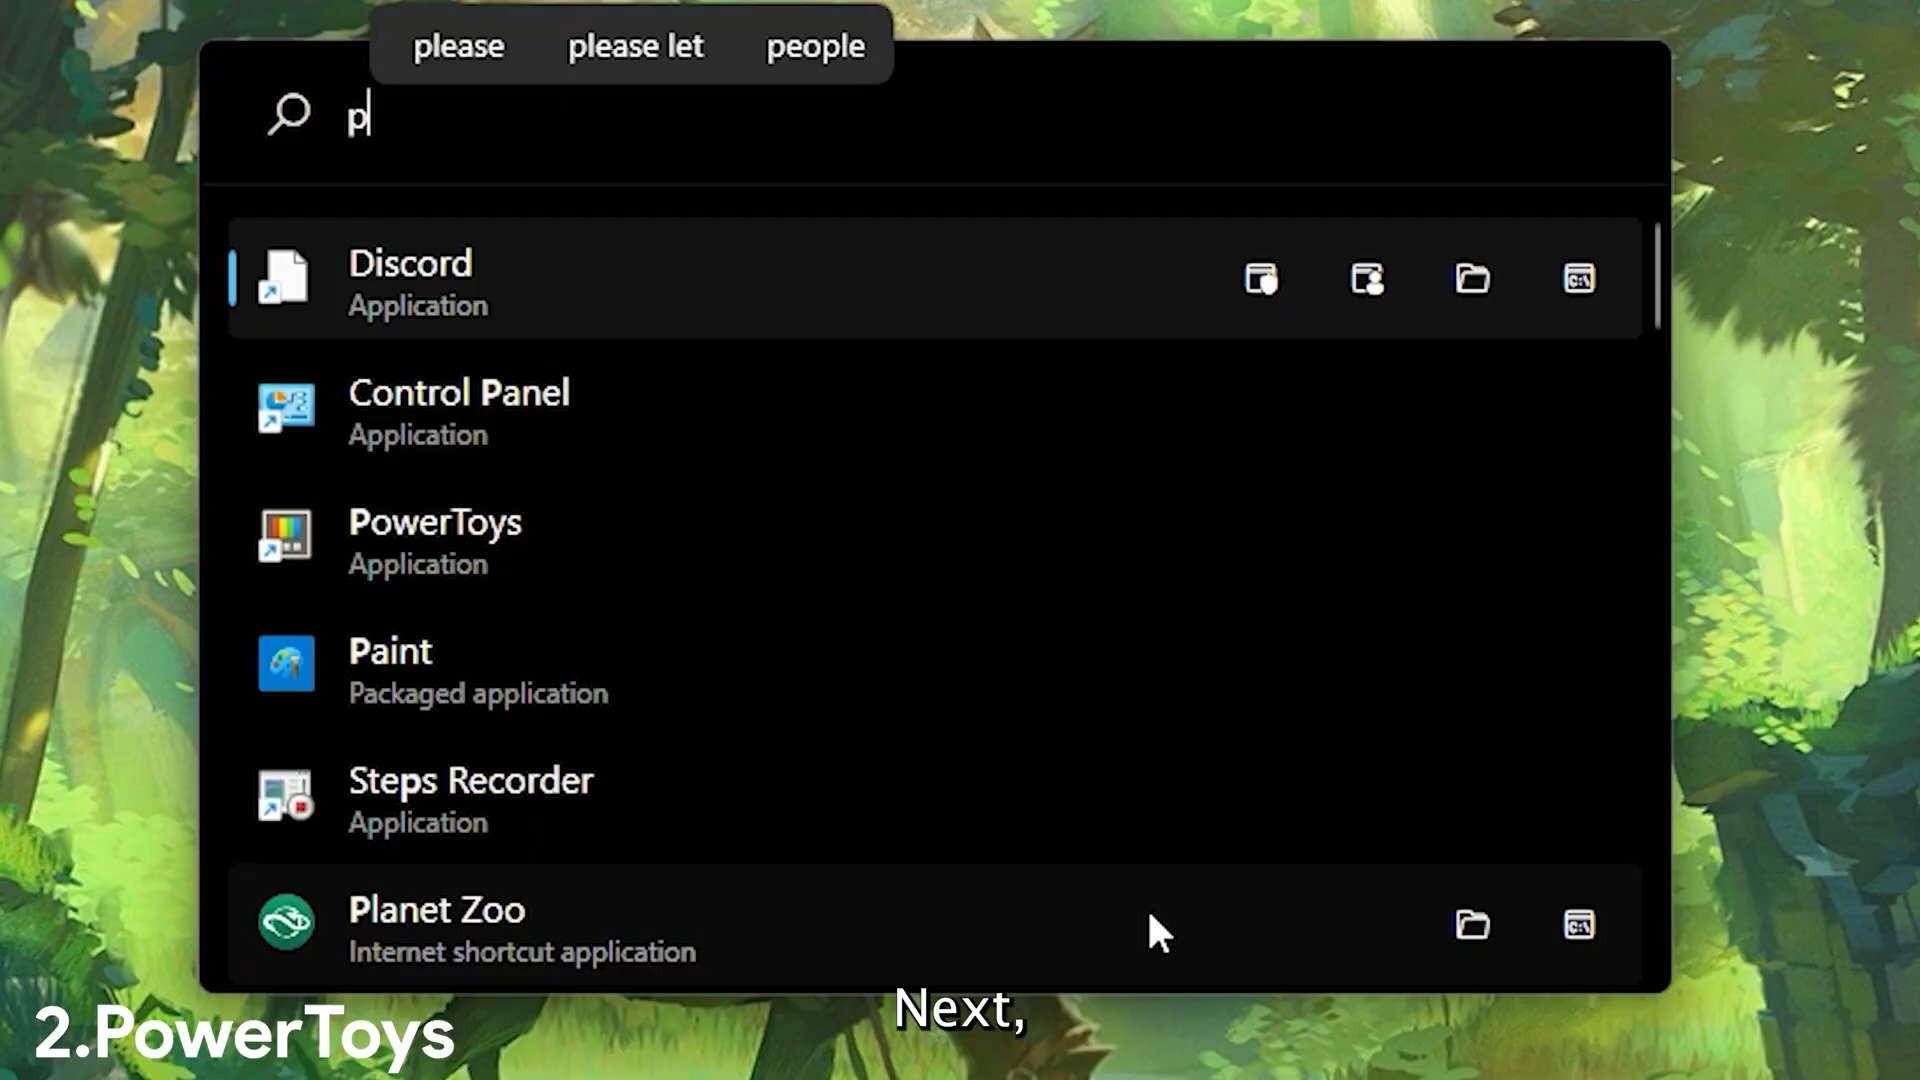 please please let people
p
Discord
Application
Control Panel
Application
PowerToys
Application
Paint
Packaged application
Steps Recorder
Application
Planet Zoo
Internet shortcut application
Next,
2.PowerToys